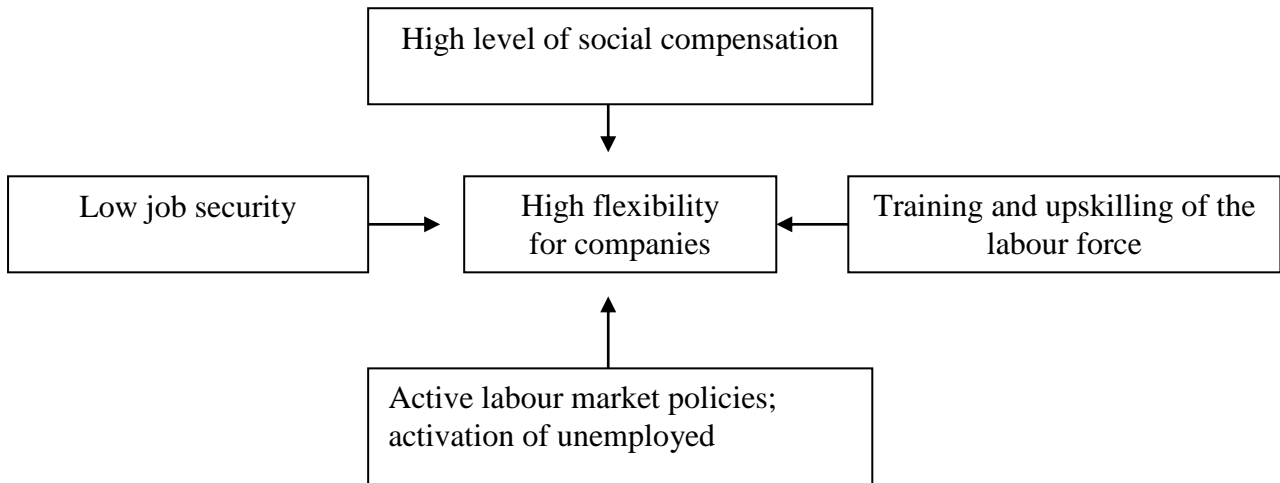 High level of social compensation
Low job security
High flexibility
for companies
Training and upskilling of the
labour force
Active labour market policies;
activation of unemployed